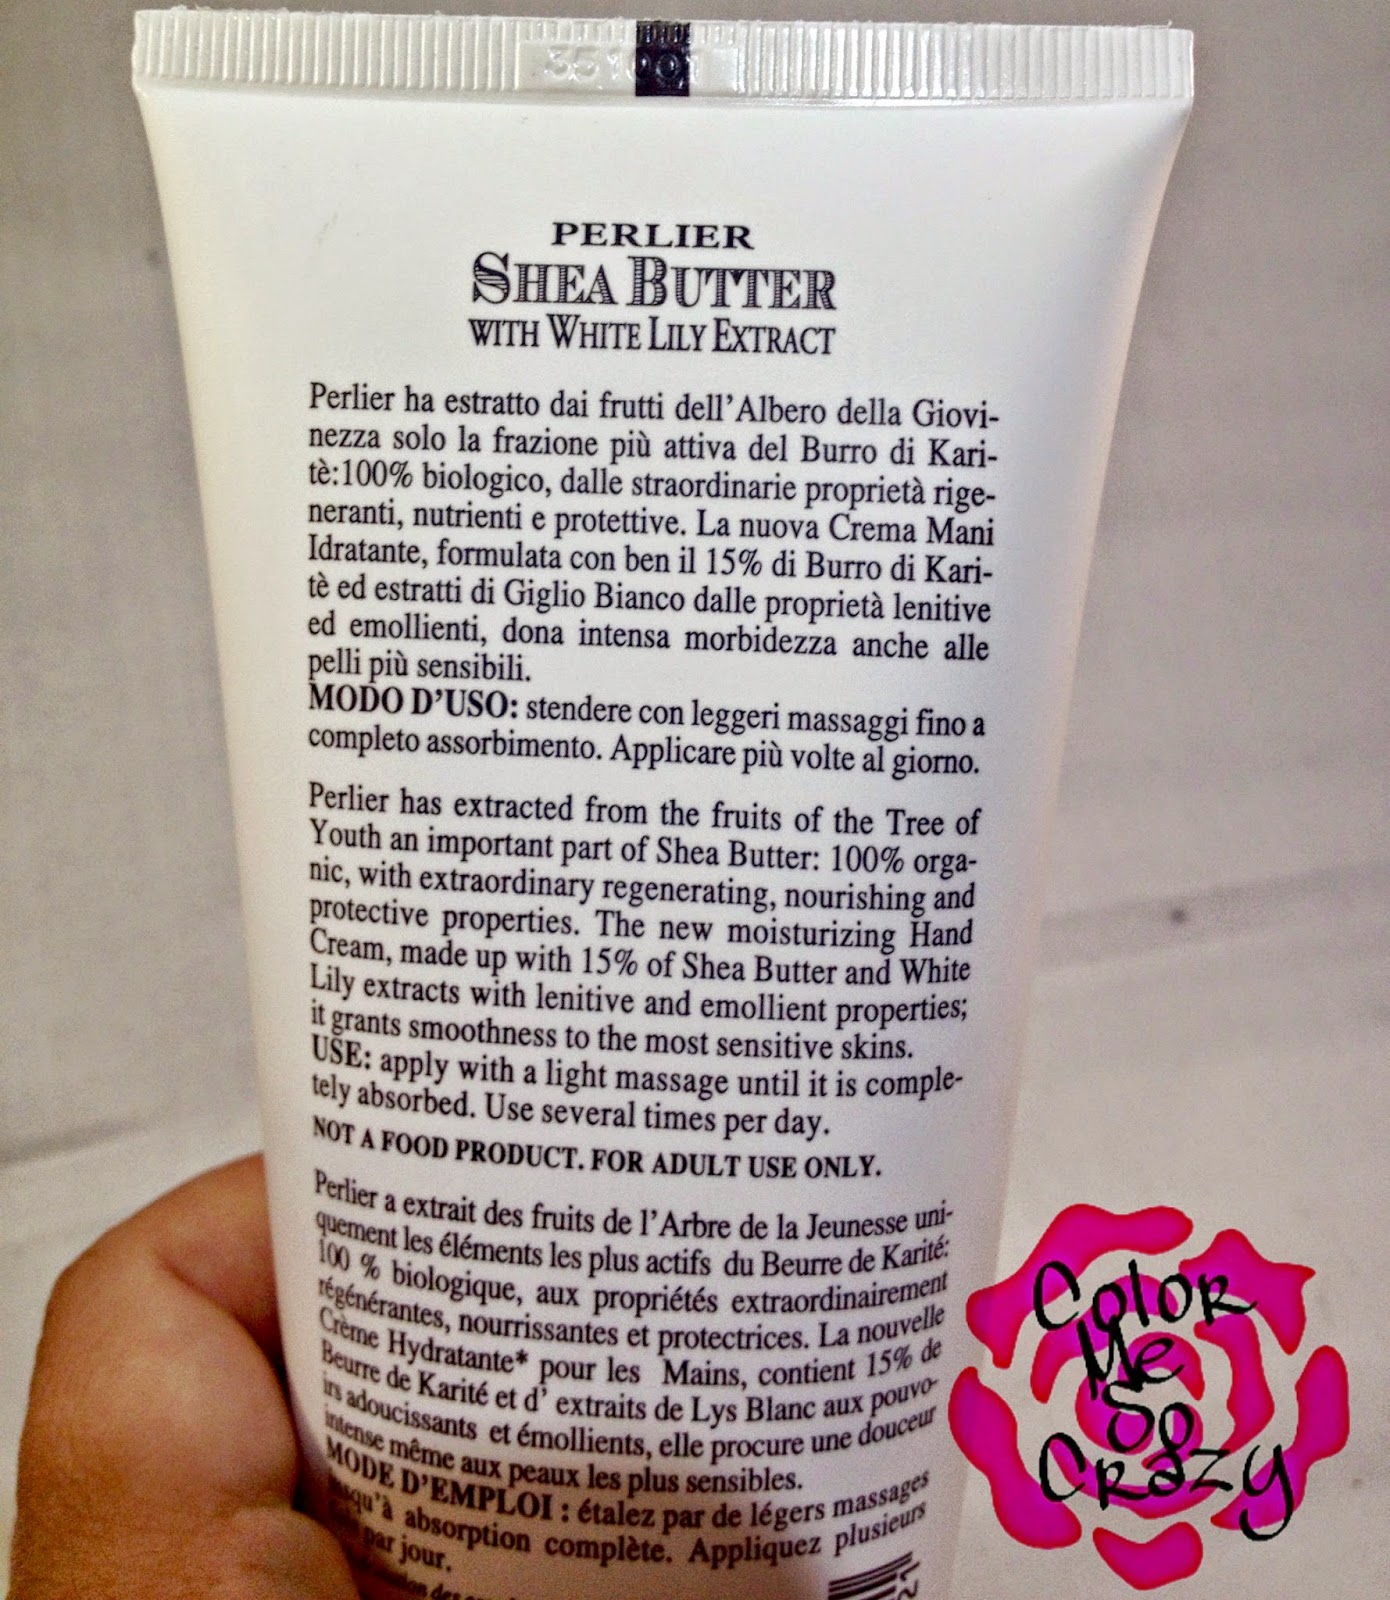 PERLIER
SHEA BUTTER
WITH WHITE LILY EXTRACT
Perlier ha estratto dai frutti dell'Albero della Giovi-
nezza solo la frazione più attiva del Burro di Kari-
tè:100% biologico, dalle straordinarie proprietà rige-
neranti, nutrienti e protettive. La nuova Crema Mani
Idratante, formulata con ben il 15% di Burro di Kari-
tè ed estratti di Giglio Bianco dalle proprietà lenitive
ed emollienti, dona intensa morbidezza anche alle
pelli più sensibili.
MODO D'USO: stendere con leggeri massaggi fino a
completo assorbimento. Applicare più volte al giorno.
Perlier has extracted from the fruits of the Tree of
Youth an important part of Shea Butter: 100% orga-
nic, with extraordinary regenerating, nourishing and
protective properties. The new moisturizing Hand
Cream, made up with 15% of Shea Butter and White
Lily extracts with lenitive and emollient properties;
it grants smoothness to the most sensitive skins.
USE: apply with a light massage until it is comple-
tely absorbed. Use several times per day.
NOT A FOOD PRODUCT. FOR ADULT USE ONLY.
Perlier a extrait des fruits de l'Arbre de la Jeunesse uni-
quement les éléments les plus actifs du Beurre de Karité:
100 % biologique, aux propriétés extraordinairement
régénérantes, nourrissantes et protectrices. La nouvelle
Crème Hydratante* pour les Mains, contient 15% de
Beurre de Karité et d' extraits de Lys Blanc aux pouvo-
irs adoucissants et émollients, elle procure une douceur
intense même aux peaux les plus sensibles.
MODE D'EMPLOI : étalez par de légers massages
jusqu'à absorption complète. Appliquez plusieurs
par jour.
Color
Me
So
Crazy